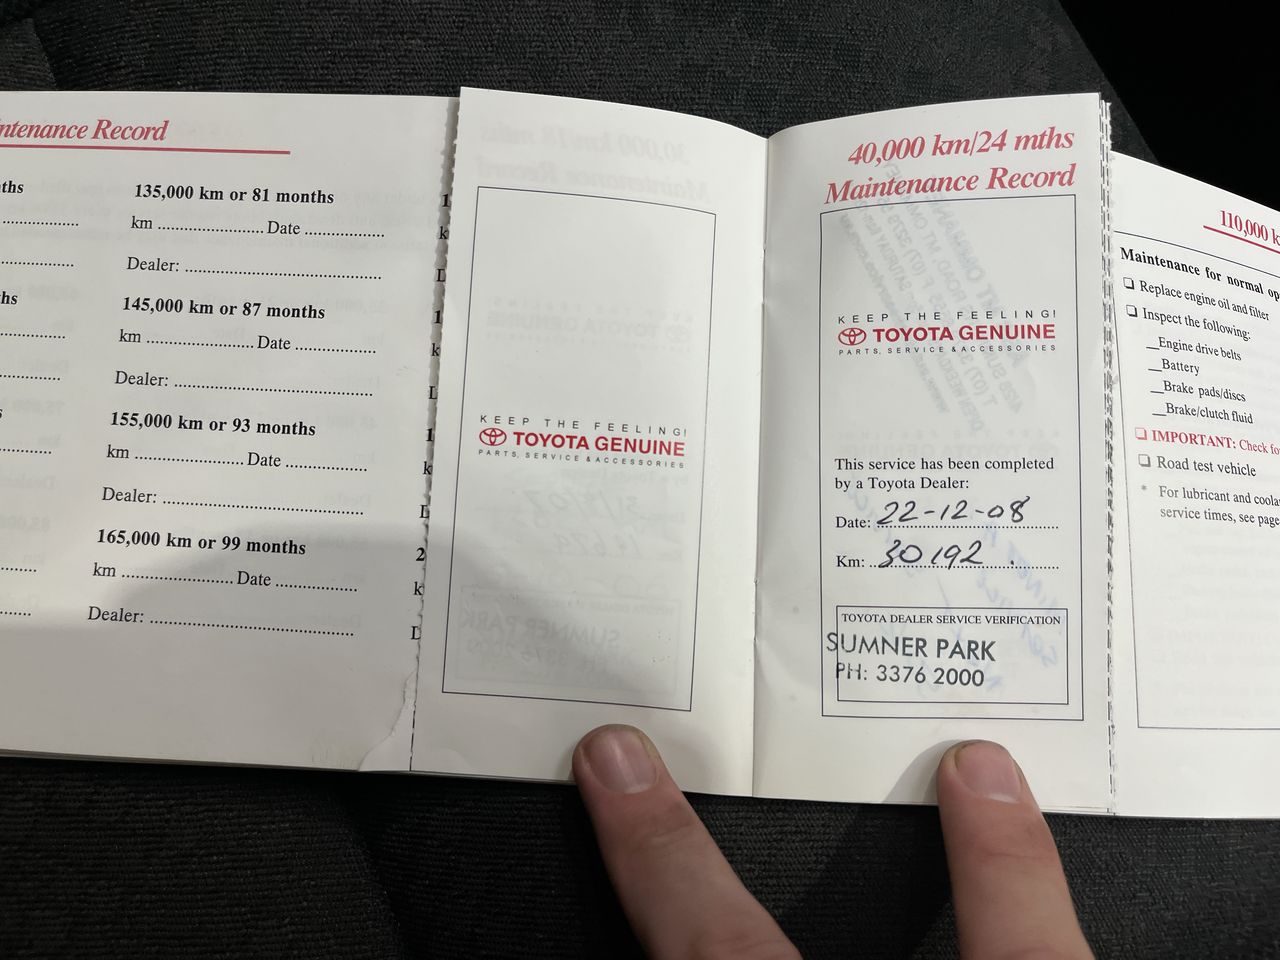 ntenance Record
ths
135,000 km or 81 months
km ........................ Date ........................
Dealer: ............................................
hs
145,000 km or 87 months
km ........................ Date ........................
Dealer: ............................................
155,000 km or 93 months
km ........................ Date ........................
Dealer: ............................................
165,000 km or 99 months
km ........................ Date ........................
Dealer: ............................................
KEEP THE FEELING!
TOYOTA GENUINE
PARTS, SERVICE & ACCESSORIES
40,000 km/24 mths
Maintenance Record
KEEP THE FEELING!
TOYOTA GENUINE
PARTS, SERVICE & ACCESSORIES
This service has been completed
by a Toyota Dealer:
Date: 22-12-08
Km: 30192
TOYOTA DEALER SERVICE VERIFICATION
SUMNER PARK
PH: 3376 2000
110,000 k
Maintenance for normal op
❑ Replace engine oil and filter
❑ Inspect the following:
__Engine drive belts
__Battery
__Brake pads/discs
__Brake/clutch fluid
❑ IMPORTANT: Check fo
❑ Road test vehicle
* For lubricant and coola
service times, see page